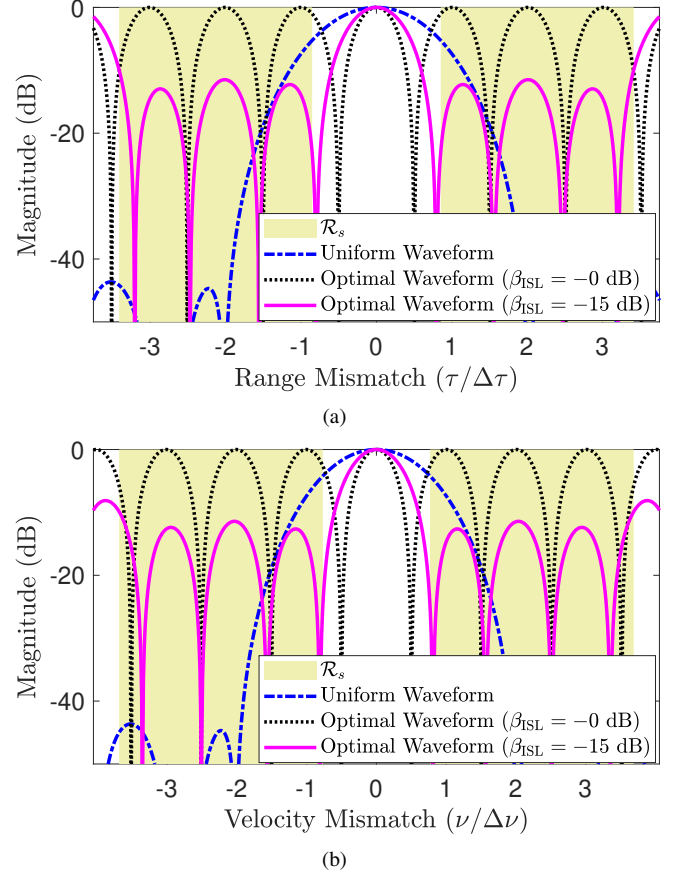 0
-20
-40
Magnitude (dB)
ℛₛ
Uniform Waveform
Optimal Waveform (β_ISL = −0 dB)
Optimal Waveform (β_ISL = −15 dB)
-3 -2 -1 0 1 2 3
Range Mismatch (τ/Δτ)
(a)
0
-20
-40
Magnitude (dB)
ℛₛ
Uniform Waveform
Optimal Waveform (β_ISL = −0 dB)
Optimal Waveform (β_ISL = −15 dB)
-3 -2 -1 0 1 2 3
Velocity Mismatch (ν/Δν)
(b)